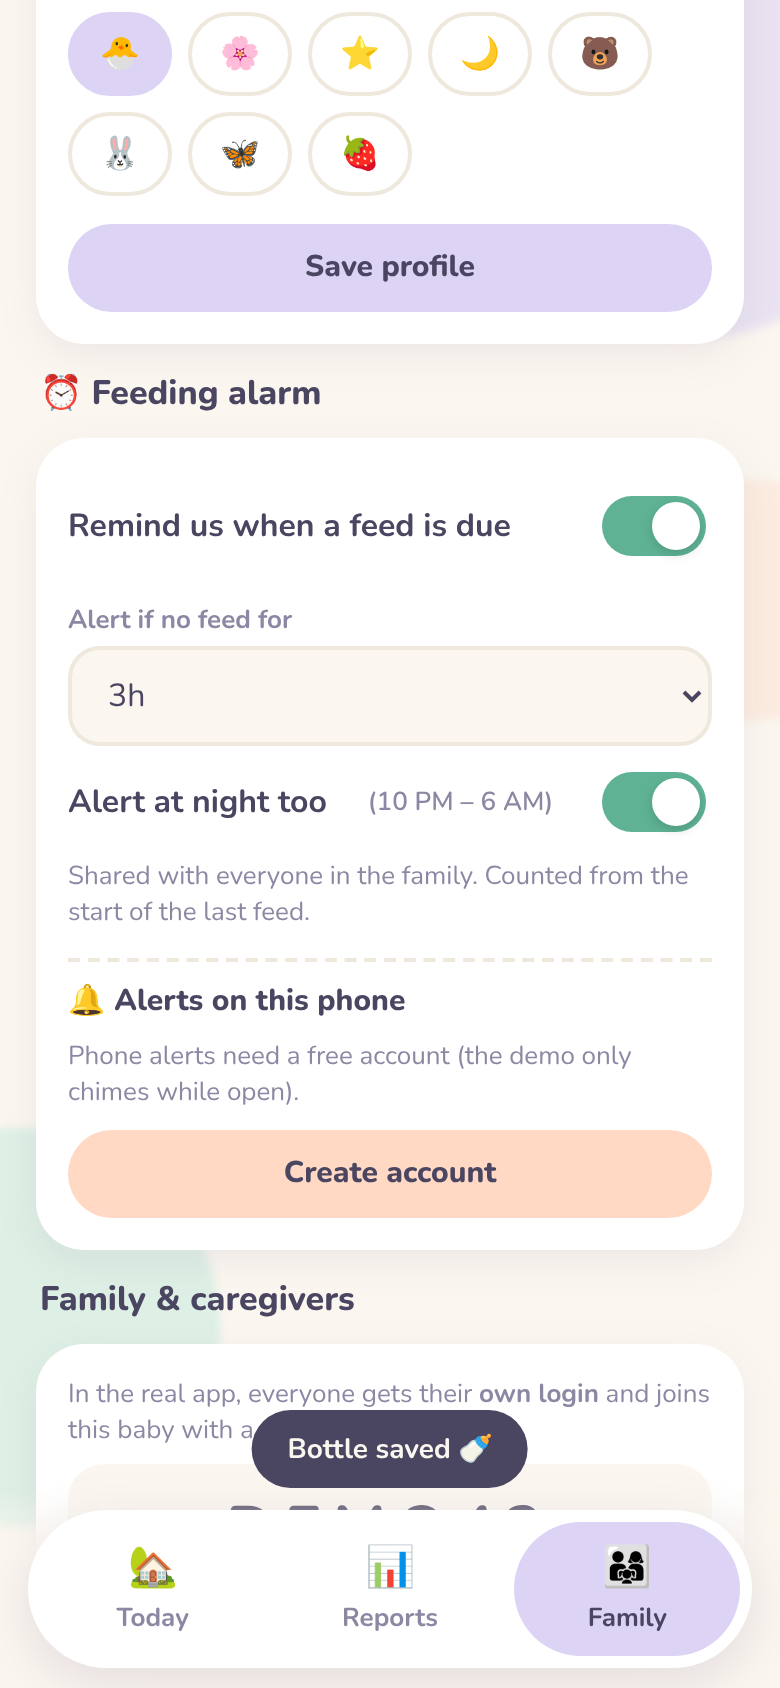 Save profile
Feeding alarm
Remind us when a feed is due
Alert if no feed for
3h
Alert at night too (10 PM – 6 AM)
Shared with everyone in the family. Counted from the
start of the last feed.
Alerts on this phone
Phone alerts need a free account (the demo only
chimes while open).
Create account
Family & caregivers
In the real app, everyone gets their own login and joins
this baby with a
Bottle saved
Today
Reports
Family